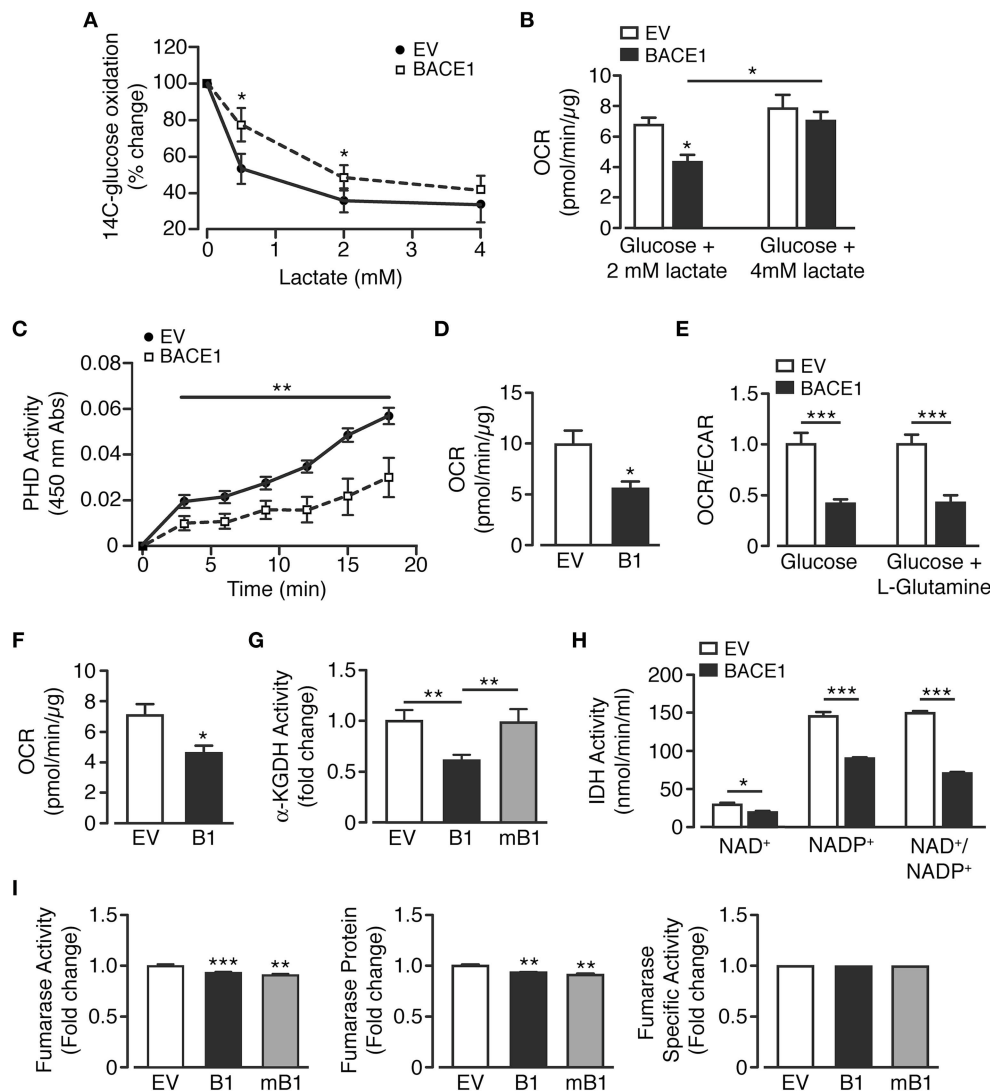 A
EV
BACE1
14C-glucose oxidation
(% change)
120
100
80
60
40
20
*
*
0 1 2 3 4
Lactate (mM)
B
EV
BACE1
OCR
(pmol/min/µg)
10
8
6
4
2
0
*
*
Glucose +
2 mM lactate
Glucose +
4mM lactate
C
EV
BACE1
PHD Activity
(450 nm Abs)
0.08
0.06
0.04
0.02
0
**
0 5 10 15 20
Time (min)
D
OCR
(pmol/min/µg)
15
10
5
0
*
EV B1
E
EV
BACE1
OCR/ECAR
1.5
1.0
0.5
0
*** ***
Glucose
Glucose +
L-Glutamine
F
OCR
(pmol/min/µg)
10
8
6
4
2
0
*
EV B1
G
α-KGDH Activity
(fold change)
1.5
1.0
0.5
0
** **
EV B1 mB1
H
EV
BACE1
IDH Activity
(nmol/min/ml)
200
150
100
50
0
* *** ***
NAD+
NADP+
NAD+/
NADP+
I
Fumarase Activity
(Fold change)
1.5
1.0
0.5
0
*** **
EV B1 mB1
Fumarase Protein
(Fold change)
1.5
1.0
0.5
0
** **
EV B1 mB1
Fumarase
Specific Activity
(Fold change)
1.5
1.0
0.5
0
EV B1 mB1